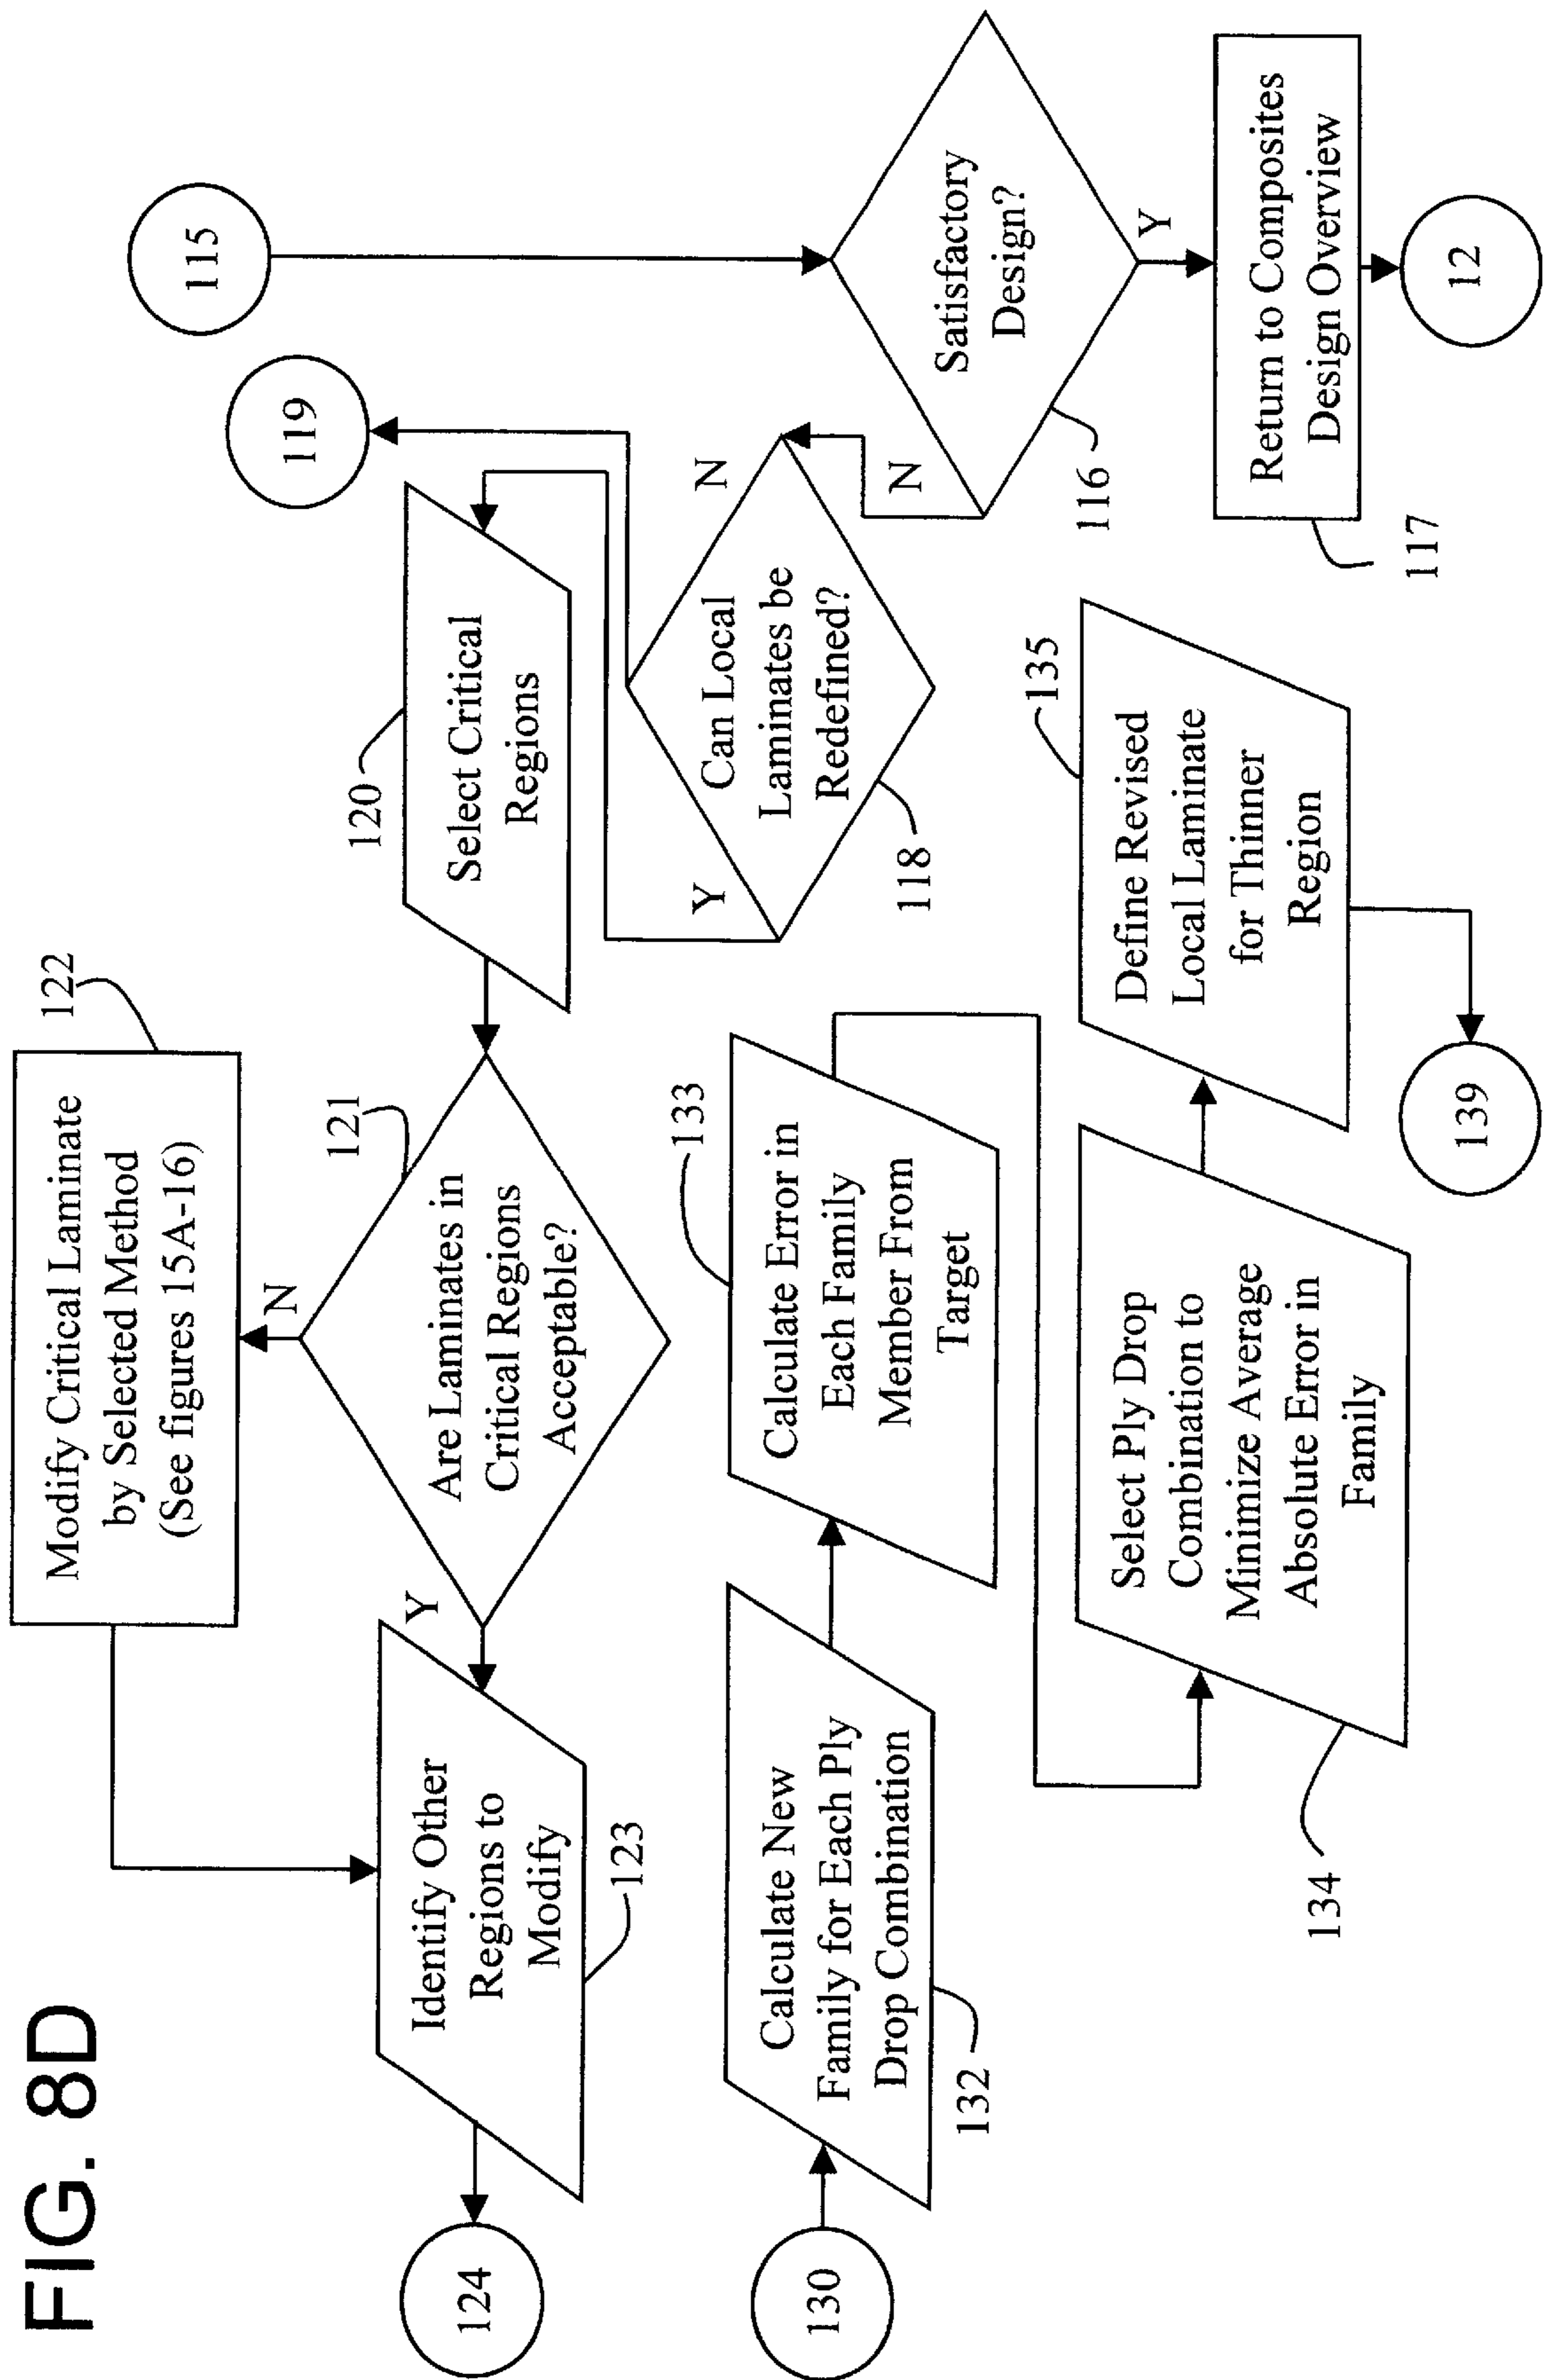 FIG. 8D
Modify Critical Laminate
by Selected Method
(See figures 15A-16)
122
115
119
120
Select Critical
Regions
121
Are Laminates in
Critical Regions
Acceptable?
N
Y
Identify Other
Regions to
Modify
123
124
Can Local
Laminates be
Redefined?
Y
N
118
Satisfactory
Design?
N
Y
116
Return to Composites
Design Overview
117
12
130
Calculate New
Family for Each Ply
Drop Combination
132
Calculate Error in
Each Family
Member From
Target
133
Select Ply Drop
Combination to
Minimize Average
Absolute Error in
Family
134
Define Revised
Local Laminate
for Thinner
Region
135
139